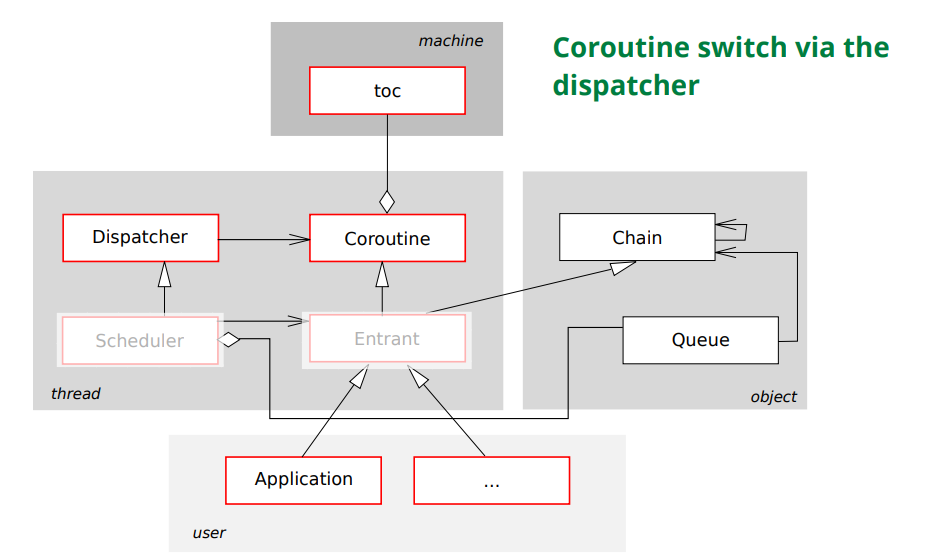 machine
Coroutine switch via the
dispatcher
toc
Dispatcher
Coroutine
Chain
Scheduler
Entrant
Queue
thread
object
Application
...
user